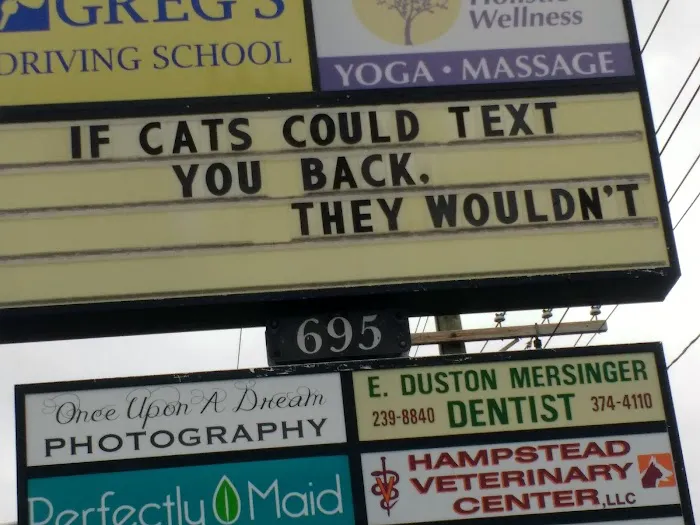 GREG'S
DRIVING SCHOOL
Holistic
Wellness
YOGA • MASSAGE
IF CATS COULD TEXT
YOU BACK.
THEY WOULDN'T
695
Once Upon A Dream
PHOTOGRAPHY
E. DUSTON MERSINGER
239-8840 DENTIST 374-4110
Perfectly Maid
HAMPSTEAD
VETERINARY
CENTER, LLC